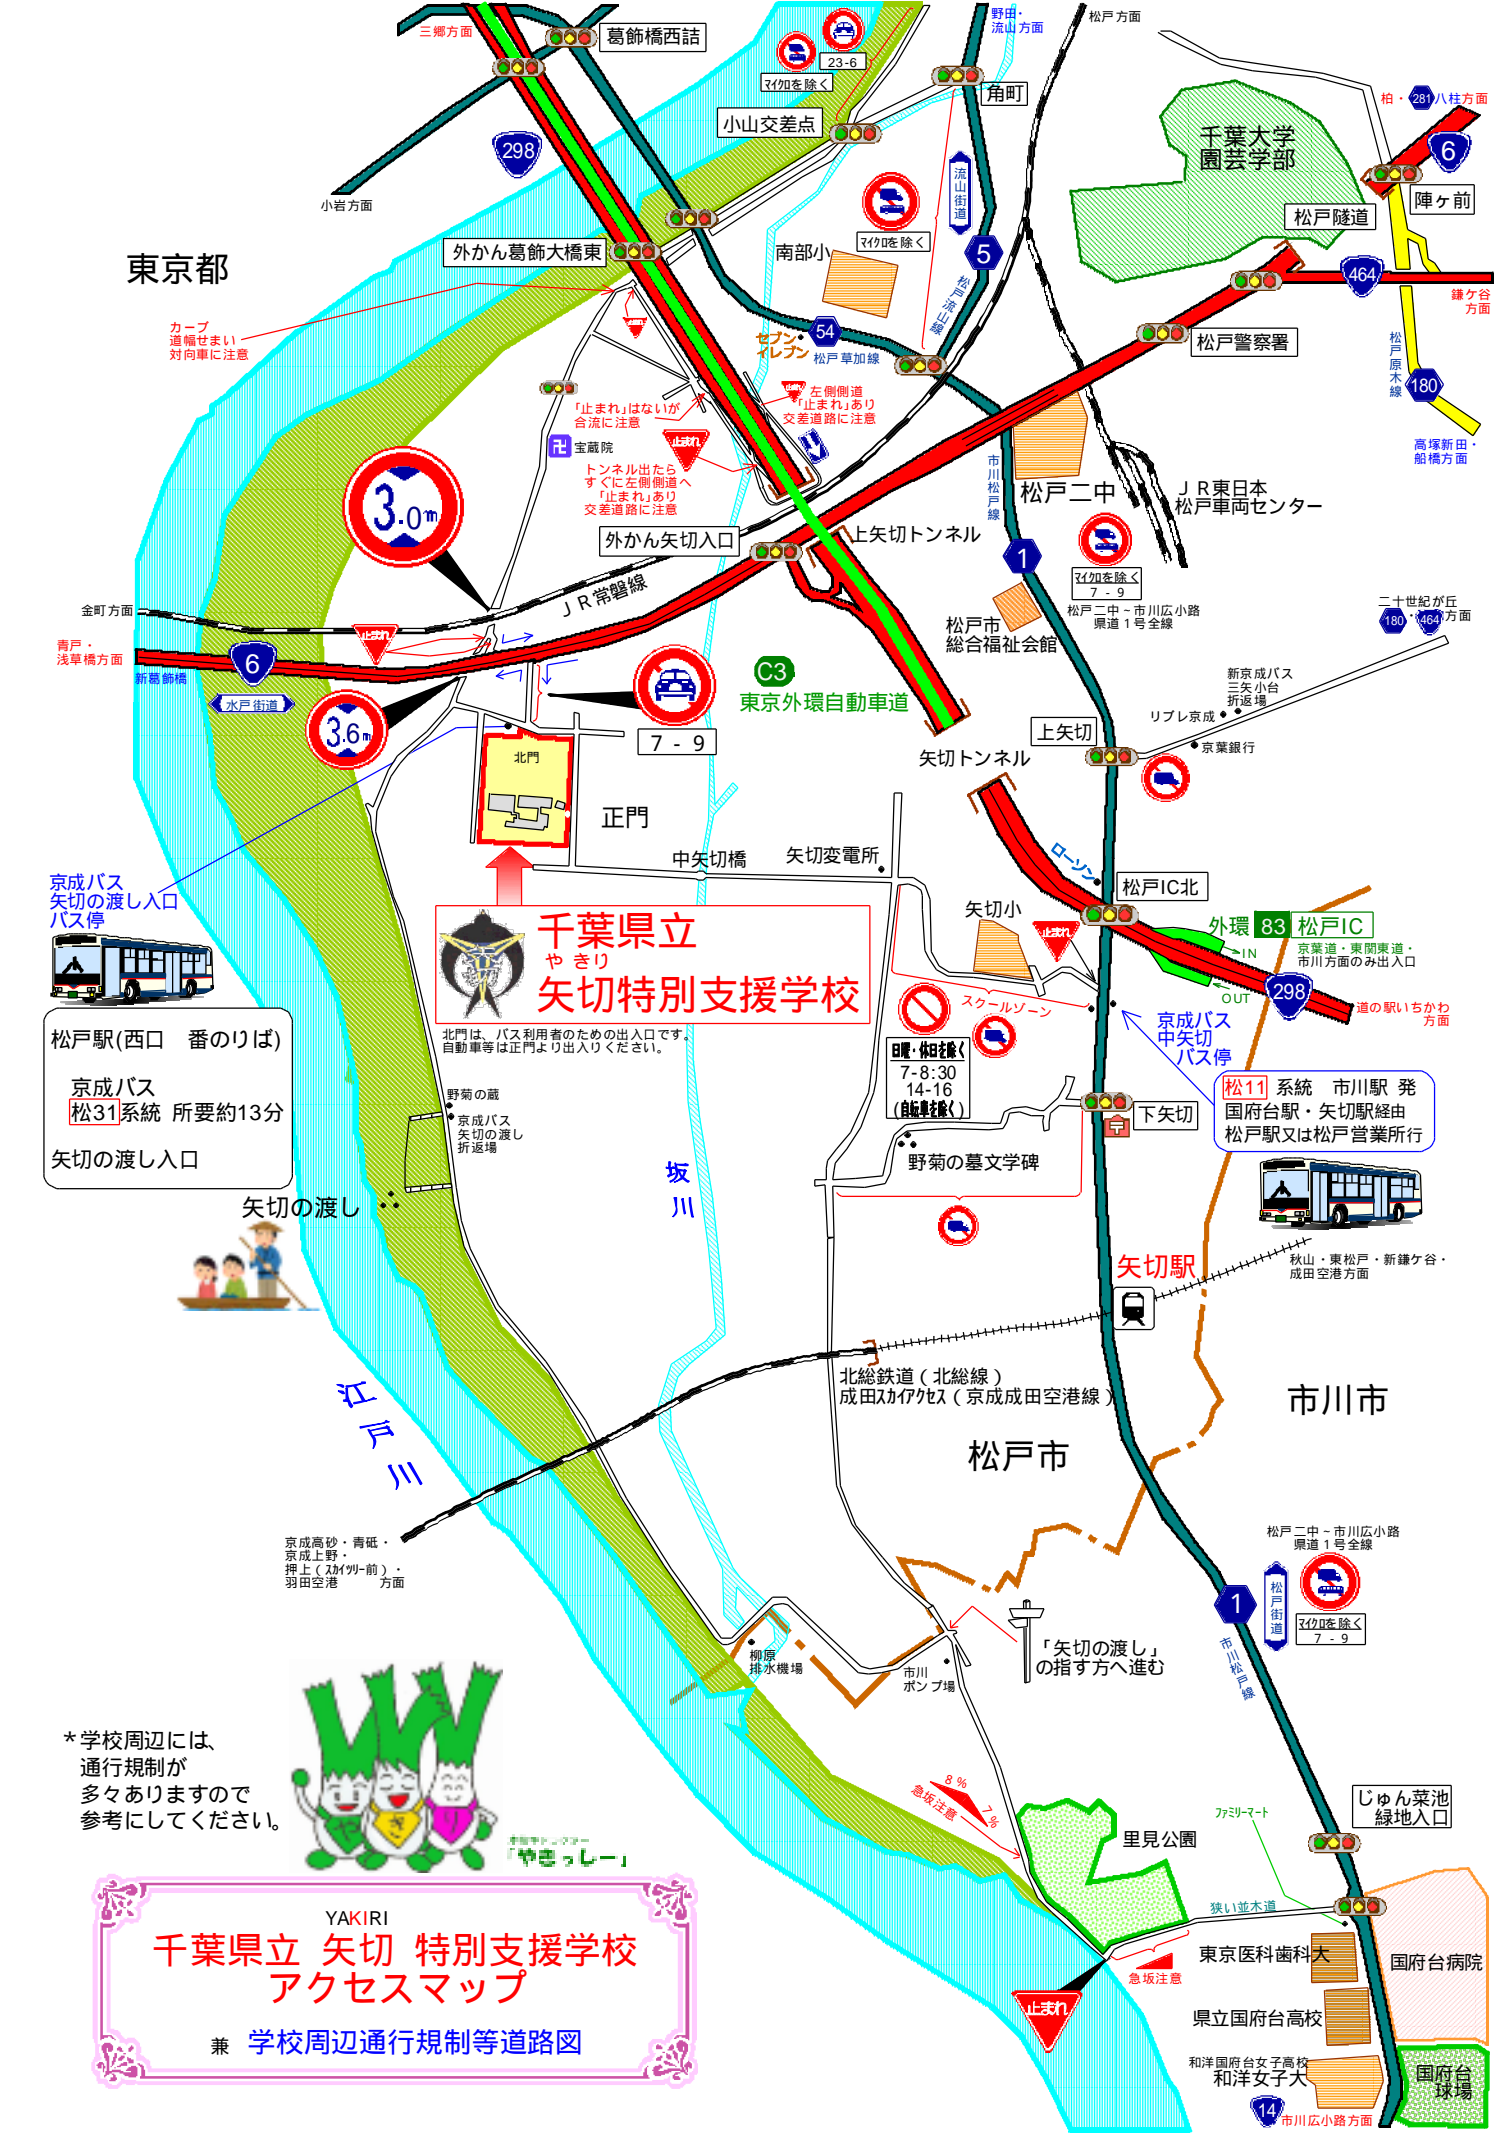 三郷方面
葛飾橋西詰
マイクロを除く
23-6
野田・
流山方面
松戸方面
角町
小山交差点
298
小岩方面
流山街道
千葉大学
園芸学部
柏・281八柱方面
6
陣ヶ前
松戸隧道
マイクロを除く
外かん葛飾大橋東
南部小
5
松戸流山線
464
鎌ケ谷
方面
東京都
カーブ
道幅せまい
対向車に注意
セブン
イレブン
54
松戸草加線
松戸警察署
松戸原木線
180
高塚新田・
船橋方面
「止まれ」はないが
合流に注意
左側側道
「止まれ」あり
交差道路に注意
止まれ
卍 宝蔵院
トンネル出たら
すぐに左側側道へ
「止まれ」あり
交差道路に注意
3.0m
市川松戸線
松戸二中
JR東日本
松戸車両センター
外かん矢切入口
上矢切トンネル
1
マイクロを除く
7-9
松戸二中~市川広小路
県道1号全線
JR常磐線
金町方面
止まれ
松戸市
総合福祉会館
二十世紀が丘
180・464方面
青戸・
浅草橋方面
新葛飾橋
6
水戸街道
3.6m
7-9
C3
東京外環自動車道
新京成バス
三矢小台
折返場
リブレ京成
京葉銀行
上矢切
矢切トンネル
北門
正門
中矢切橋
矢切変電所
ローソン
松戸IC北
京成バス
矢切の渡し入口
バス停
矢切小
止まれ
外環 83 松戸IC
京葉道・東関東道・
市川方面のみ出入口
IN
OUT
298
道の駅いちかわ
方面
千葉県立
やきり
矢切特別支援学校
北門は、バス利用者のための出入口です。
自動車等は正門より出入りください。
スクールゾーン
日曜・休日を除く
7-8:30
14-16
(自転車を除く)
京成バス
中矢切
バス停
松戸駅(西口 番のりば)
京成バス
松31系統 所要約13分
矢切の渡し入口
野菊の蔵
京成バス
矢切の渡し
折返場
松11 系統 市川駅 発
国府台駅・矢切駅経由
松戸駅又は松戸営業所行
下矢切
野菊の墓文学碑
坂川
矢切の渡し
矢切駅
秋山・東松戸・新鎌ケ谷・
成田空港方面
北総鉄道(北総線)
成田スカイアクセス(京成成田空港線)
江戸川
市川市
松戸市
京成高砂・青砥・
京成上野・
押上(スカイツリー前)・
羽田空港 方面
松戸二中~市川広小路
県道1号全線
1
松戸街道
マイクロを除く
7-9
市川松戸線
柳原
排水機場
市川
ポンプ場
「矢切の渡し」
の指す方へ進む
*学校周辺には、
通行規制が
多々ありますので
参考にしてください。
や
き
り
「やきっしー」
8%
7%
急坂注意
里見公園
ファミリーマート
じゅん菜池
緑地入口
狭い並木道
急坂注意
止まれ
東京医科歯科大
国府台病院
県立国府台高校
和洋国府台女子高校
和洋女子大
国府台
球場
14
市川広小路方面
YAKIRI
千葉県立 矢切 特別支援学校
アクセスマップ
兼 学校周辺通行規制等道路図